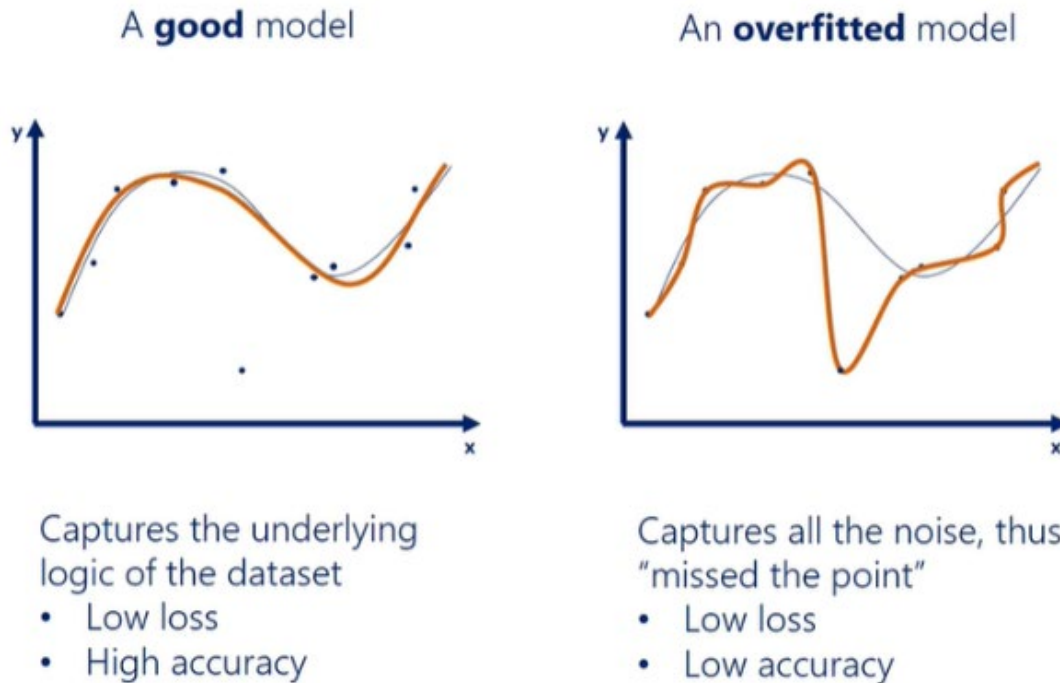 A good model
y
x
Captures the underlying
logic of the dataset
• Low loss
• High accuracy
An overfitted model
y
x
Captures all the noise, thus
“missed the point”
• Low loss
• Low accuracy